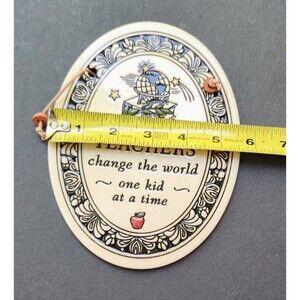 1 2 3 4 5 6 7
TEACHERS
change the world
one kid
at a time